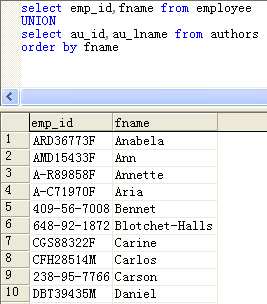 select emp_id,fname from employee
UNION
select au_id,au_lname from authors
order by fname
emp_id fname
1 ARD36773F Anabela
2 AMD15433F Ann
3 A-R89858F Annette
4 A-C71970F Aria
5 409-56-7008 Bennet
6 648-92-1872 Blotchet-Halls
7 CGS88322F Carine
8 CFH28514M Carlos
9 238-95-7766 Carson
10 DBT39435M Daniel